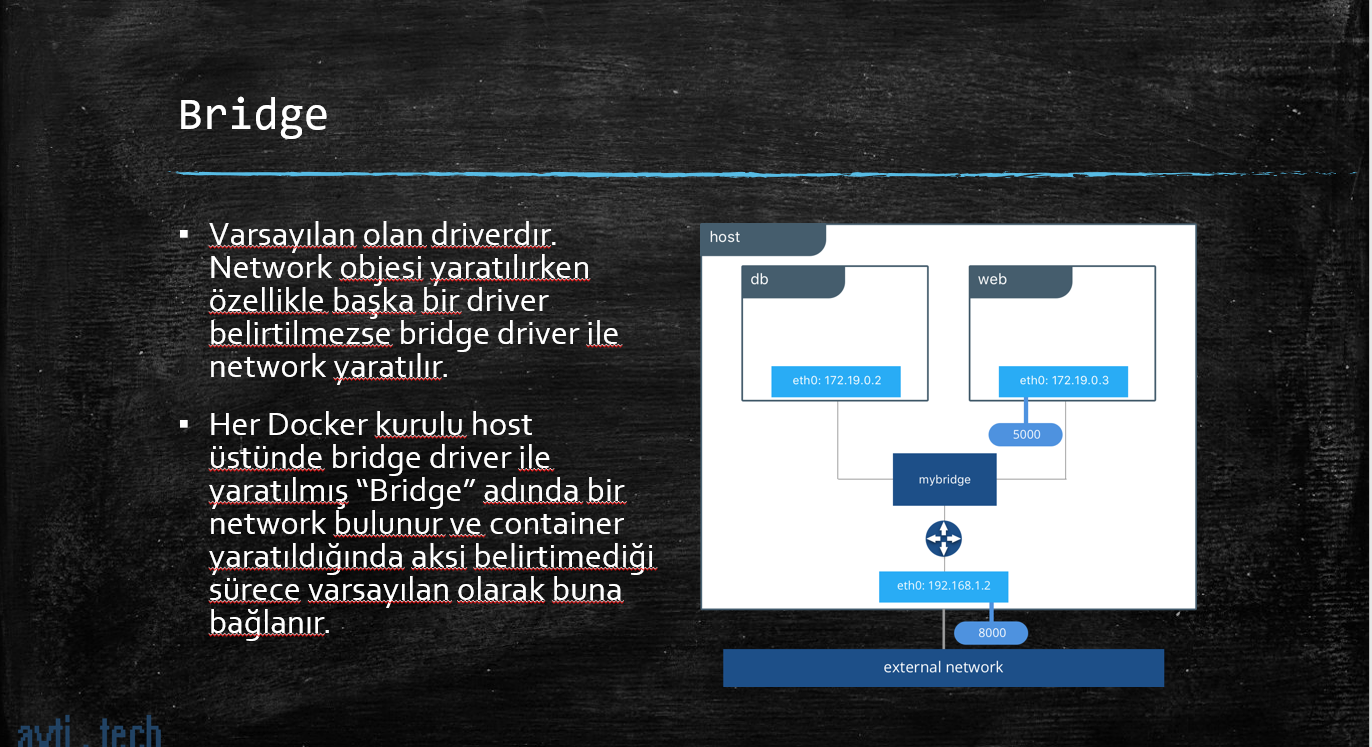 Bridge
▪ Varsayılan olan driverdır.
Network objesi yaratılırken
özellikle başka bir driver
belirtilmezse bridge driver ile
network yaratılır.
▪ Her Docker kurulu host
üstünde bridge driver ile
yaratılmış “Bridge” adında bir
network bulunur ve container
yaratıldığında aksi belirtimediği
sürece varsayılan olarak buna
bağlanır.
host
db
web
eth0: 172.19.0.2
eth0: 172.19.0.3
5000
mybridge
eth0: 192.168.1.2
8000
external network